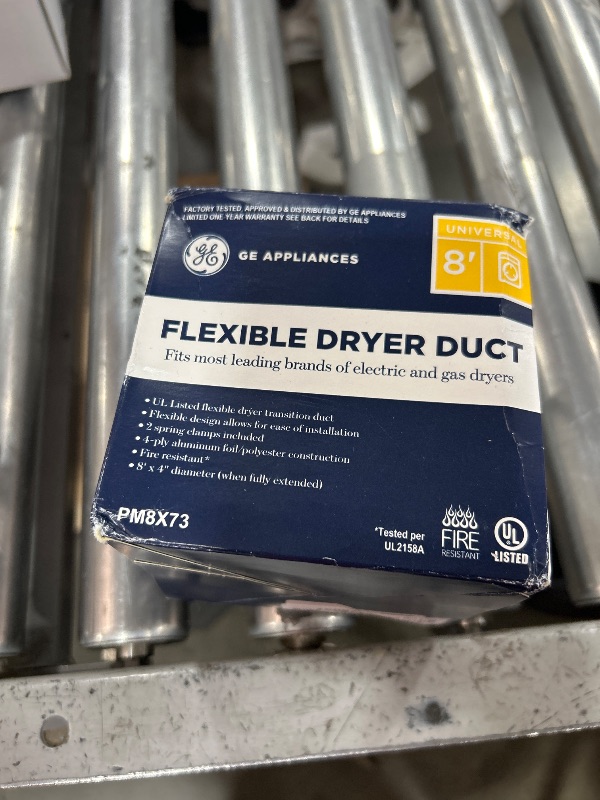 FACTORY TESTED APPROVED & DISTRIBUTED BY GE APPLIANCES
LIMITED ONE YEAR WARRANTY SEE BACK FOR DETAILS
GE APPLIANCES
UNIVERSAL
8'
FLEXIBLE DRYER DUCT
Fits most leading brands of electric and gas dryers
• UL Listed flexible dryer transition duct
• Flexible design allows for ease of installation
• 2 spring clamps included
• 4-ply aluminum foil/polyester construction
• Fire resistant*
• 8' x 4" diameter (when fully extended)
PM8X73
*Tested per
UL2158A
FIRE
RESISTANT
UL
LISTED